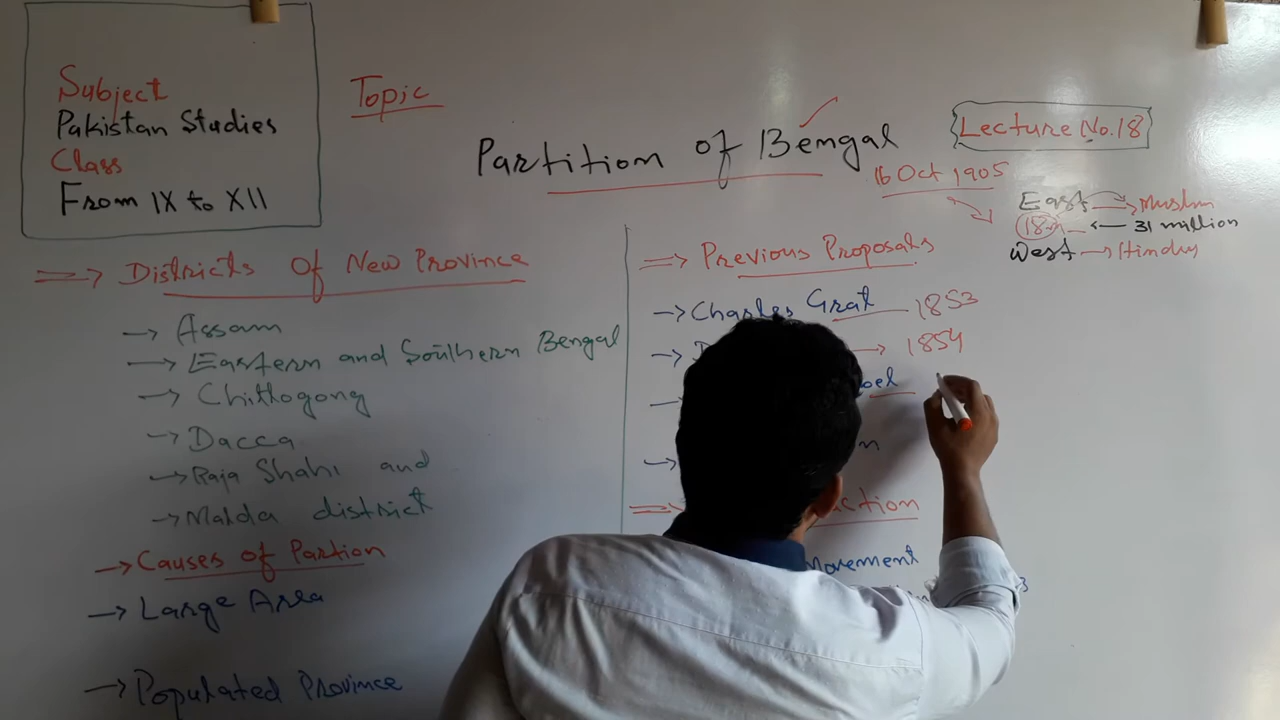 Subject
Pakistan Studies
Class
From IX to XII
Topic
Partition of Bengal
Lecture No.18
16 Oct 1905
East → Muslim
18 ← 31 million
West → Hindus
⇒ Districts Of New Province
→ Assam
→ Eastern and Southern Bengal
→ Chittogong
→ Dacca
→ Raja Shahi and
→ Malda district
→ Causes of Partion
→ Large Area
→ Populated Province
⇒ Previous Proposals
→ Charles Grat 1853
→ 1854
→
→
⇒
Movement